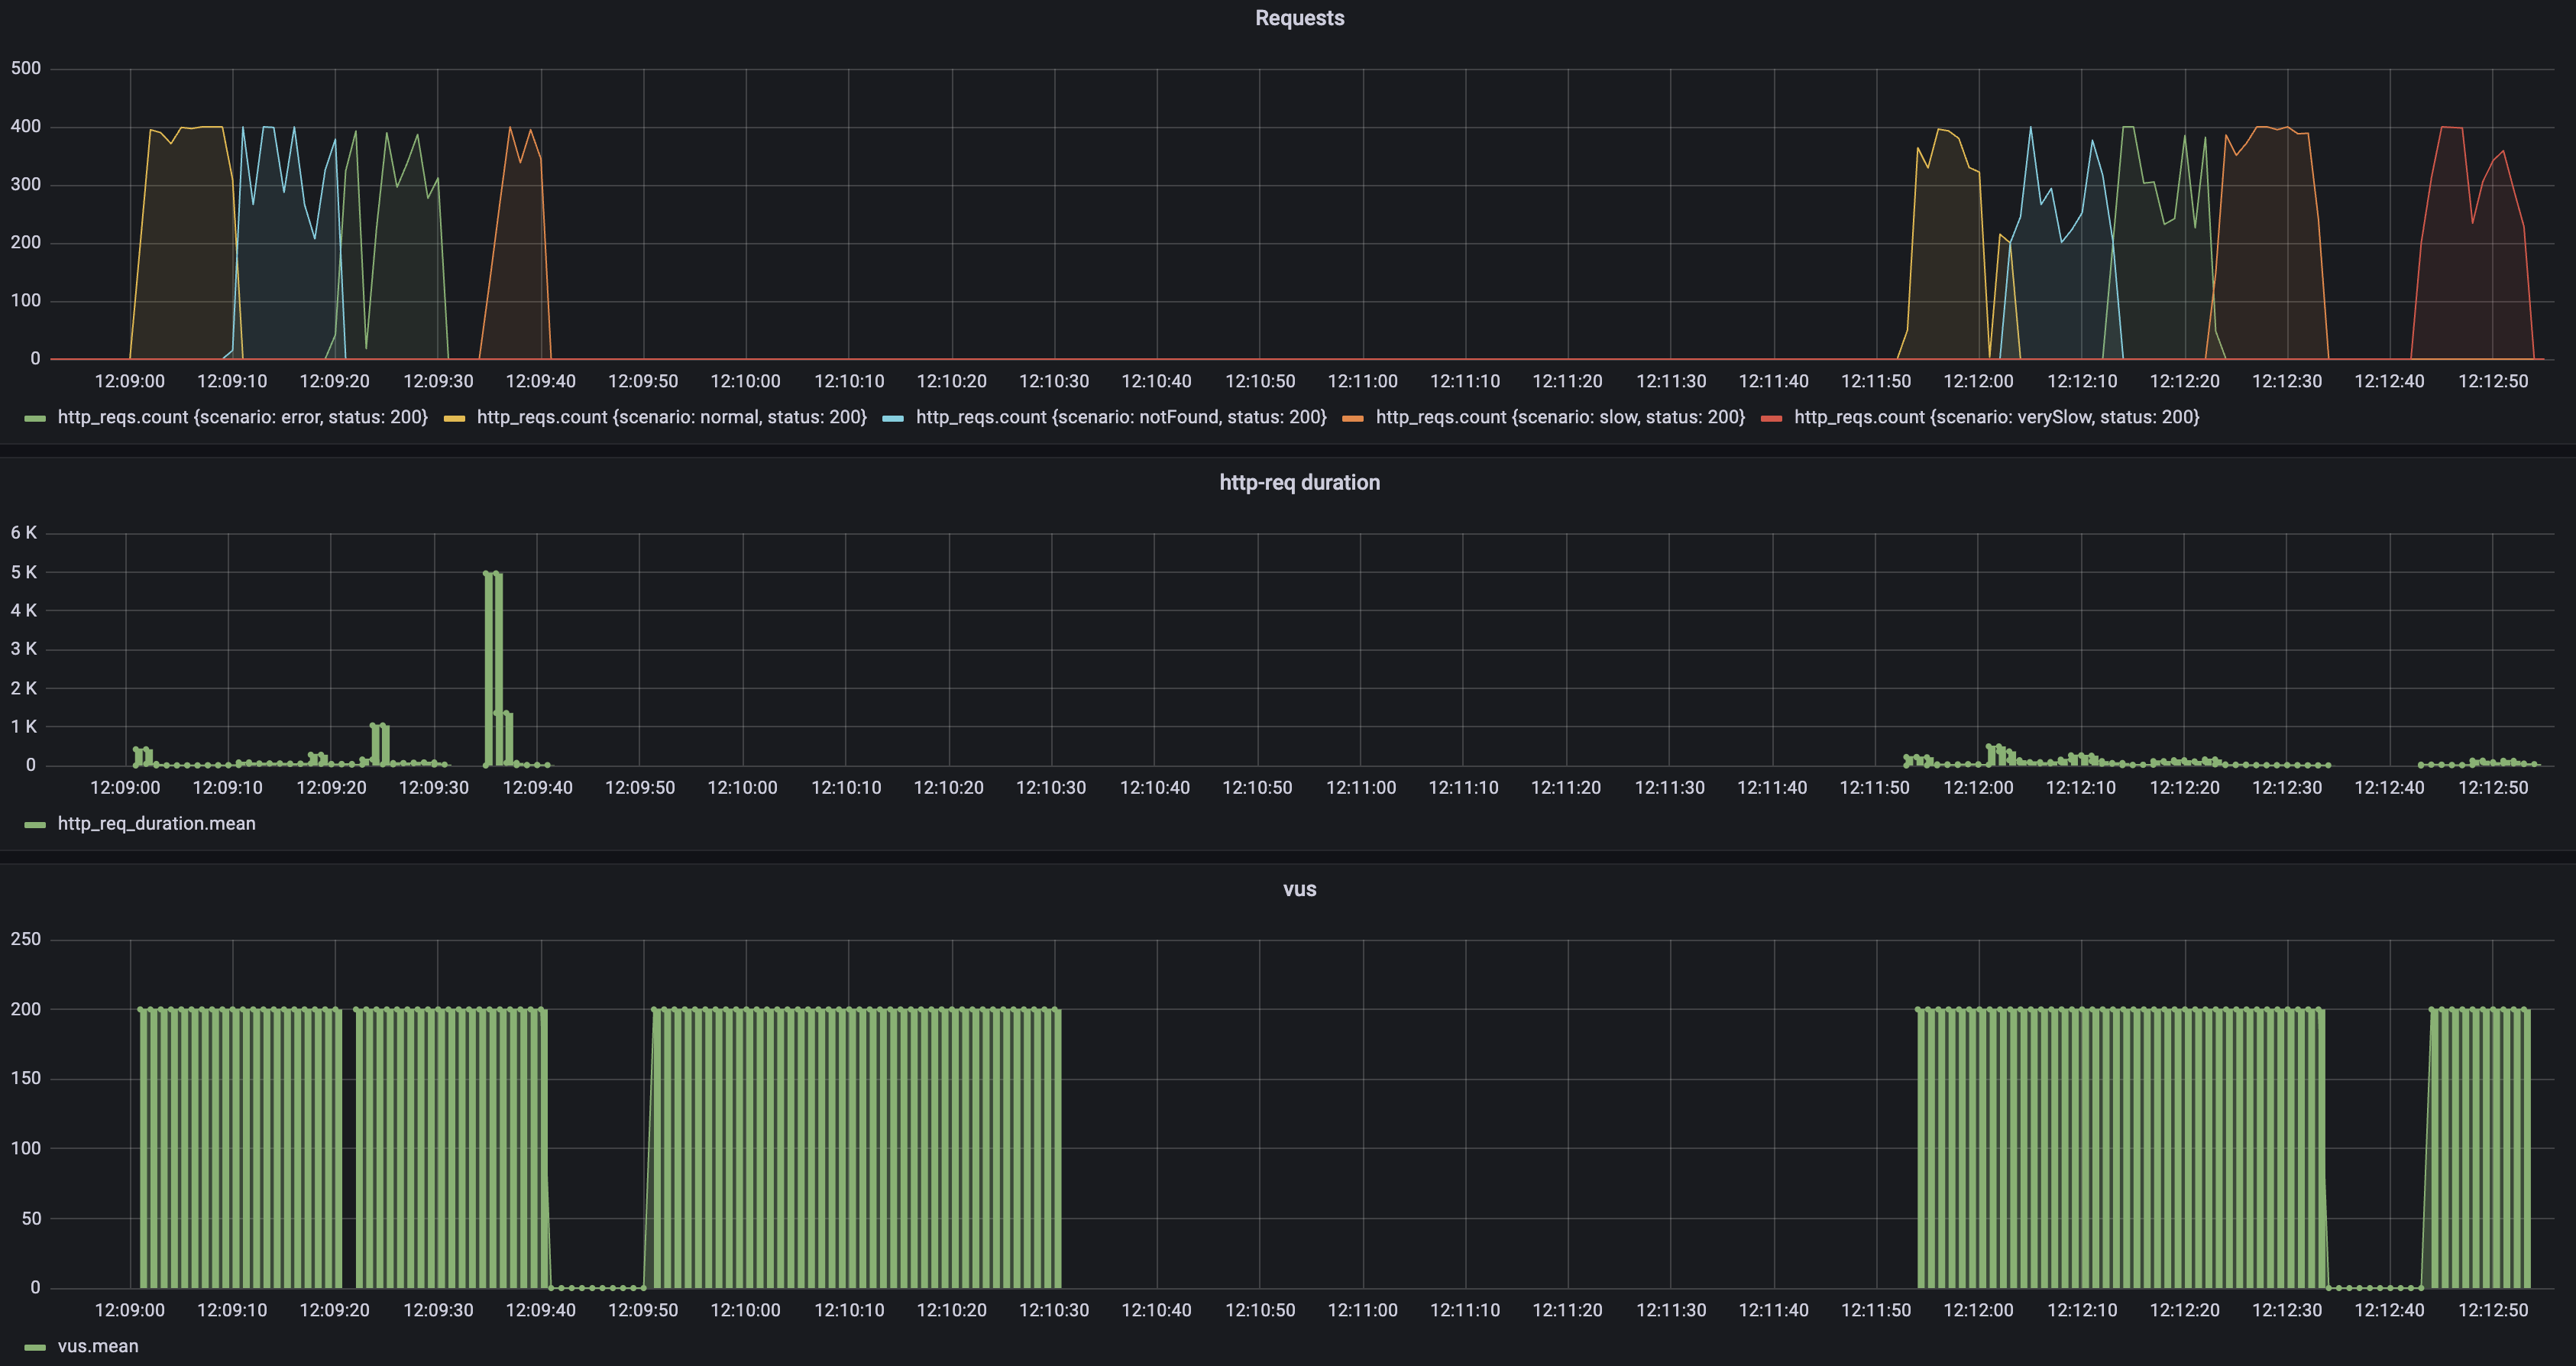 Requests
500
400
300
200
100
0
12:09:00 12:09:10 12:09:20 12:09:30 12:09:40 12:09:50 12:10:00 12:10:10 12:10:20 12:10:30 12:10:40 12:10:50 12:11:00 12:11:10 12:11:20 12:11:30 12:11:40 12:11:50 12:12:00 12:12:10 12:12:20 12:12:30 12:12:40 12:12:50
http_reqs.count {scenario: error, status: 200} http_reqs.count {scenario: normal, status: 200} http_reqs.count {scenario: notFound, status: 200} http_reqs.count {scenario: slow, status: 200} http_reqs.count {scenario: verySlow, status: 200}
http-req duration
6 K
5 K
4 K
3 K
2 K
1 K
0
12:09:00 12:09:10 12:09:20 12:09:30 12:09:40 12:09:50 12:10:00 12:10:10 12:10:20 12:10:30 12:10:40 12:10:50 12:11:00 12:11:10 12:11:20 12:11:30 12:11:40 12:11:50 12:12:00 12:12:10 12:12:20 12:12:30 12:12:40 12:12:50
http_req_duration.mean
vus
250
200
150
100
50
0
12:09:00 12:09:10 12:09:20 12:09:30 12:09:40 12:09:50 12:10:00 12:10:10 12:10:20 12:10:30 12:10:40 12:10:50 12:11:00 12:11:10 12:11:20 12:11:30 12:11:40 12:11:50 12:12:00 12:12:10 12:12:20 12:12:30 12:12:40 12:12:50
vus.mean